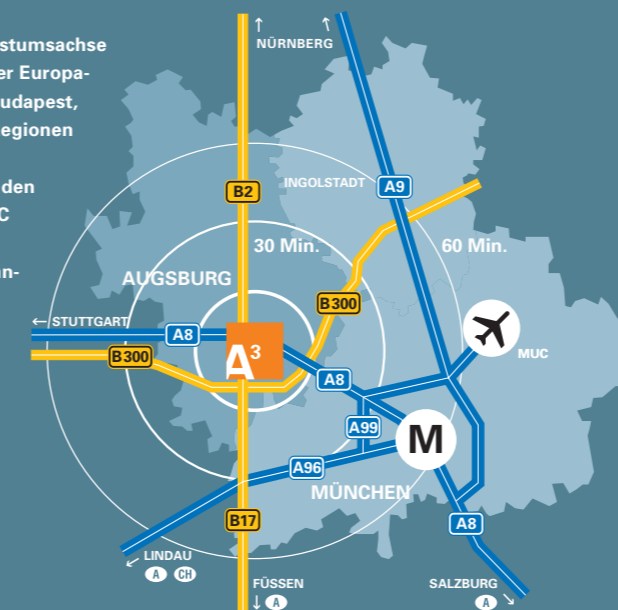 stumsachse
er Europa-
udapest,
egionen
den
C
n-
↑
NÜRNBERG
↑
B2
INGOLSTADT
A9
30 Min.
60 Min.
AUGSBURG
B300
← STUTTGART
A8
B300
A³
MUC
A8
A99
M
A96
MÜNCHEN
B17
A8
LINDAU
↙ A CH
FÜSSEN
↓ A
SALZBURG
A ↘